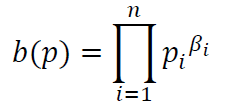 b(p) = ∏_{i=1}^{n} p_i^{β_i}